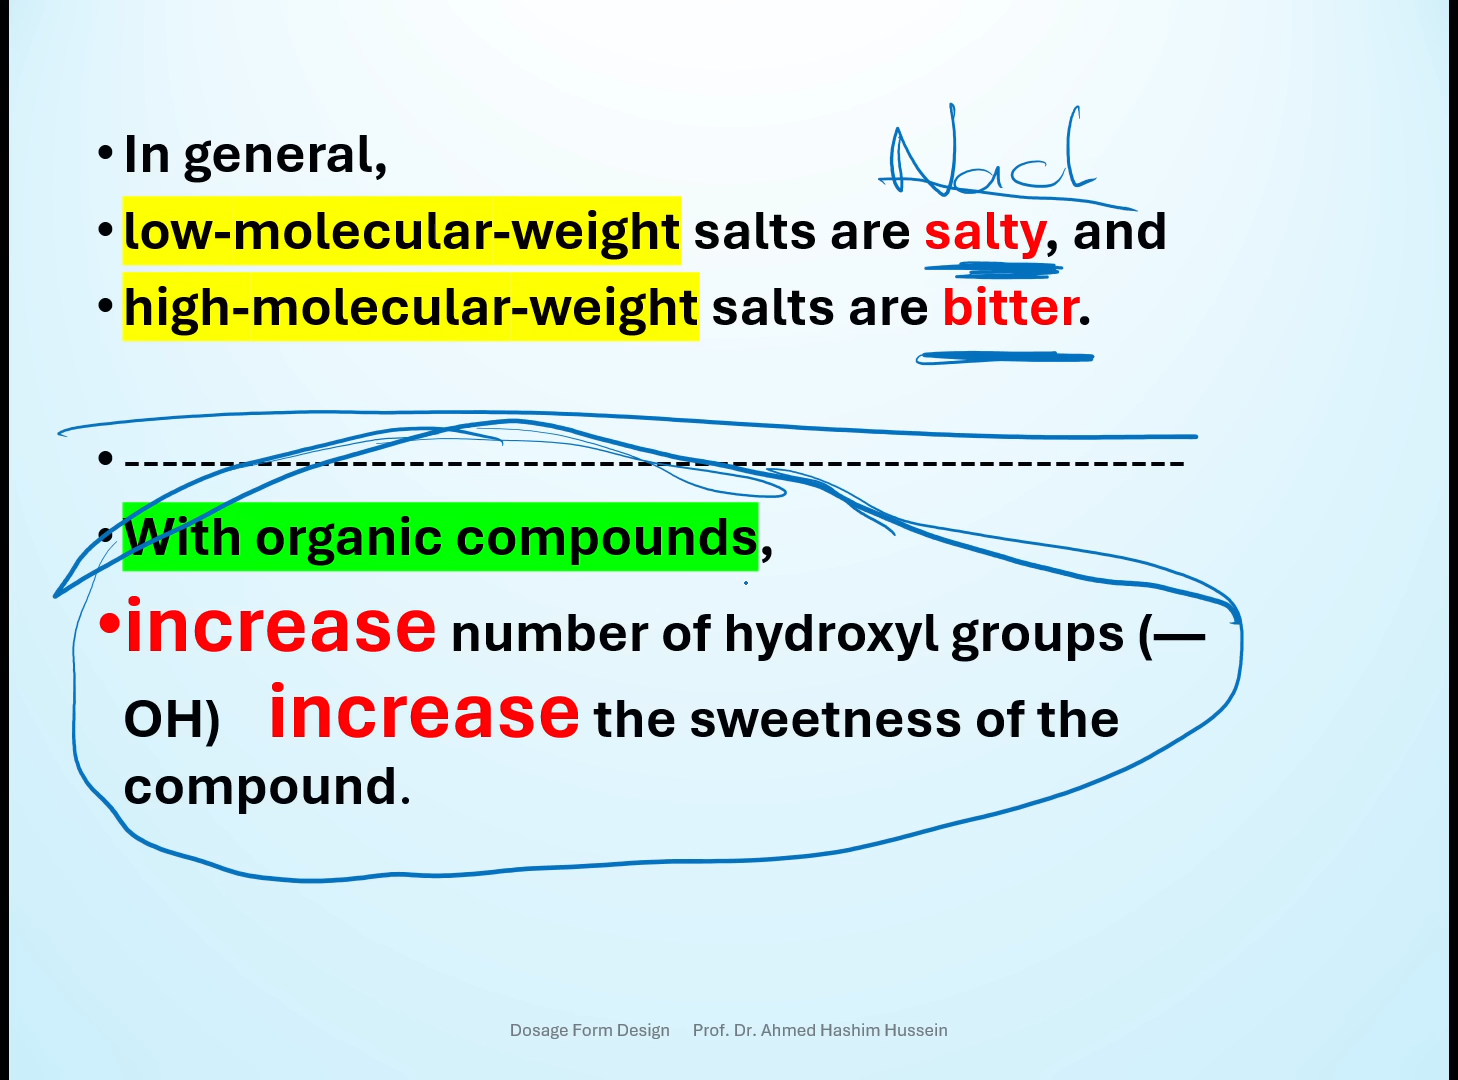 NaCl
• In general,
• low-molecular-weight salts are salty, and
• high-molecular-weight salts are bitter.
• --------------------------------------------------------
• With organic compounds,
•increase number of hydroxyl groups (—
OH) increase the sweetness of the
compound.
Dosage Form Design Prof. Dr. Ahmed Hashim Hussein